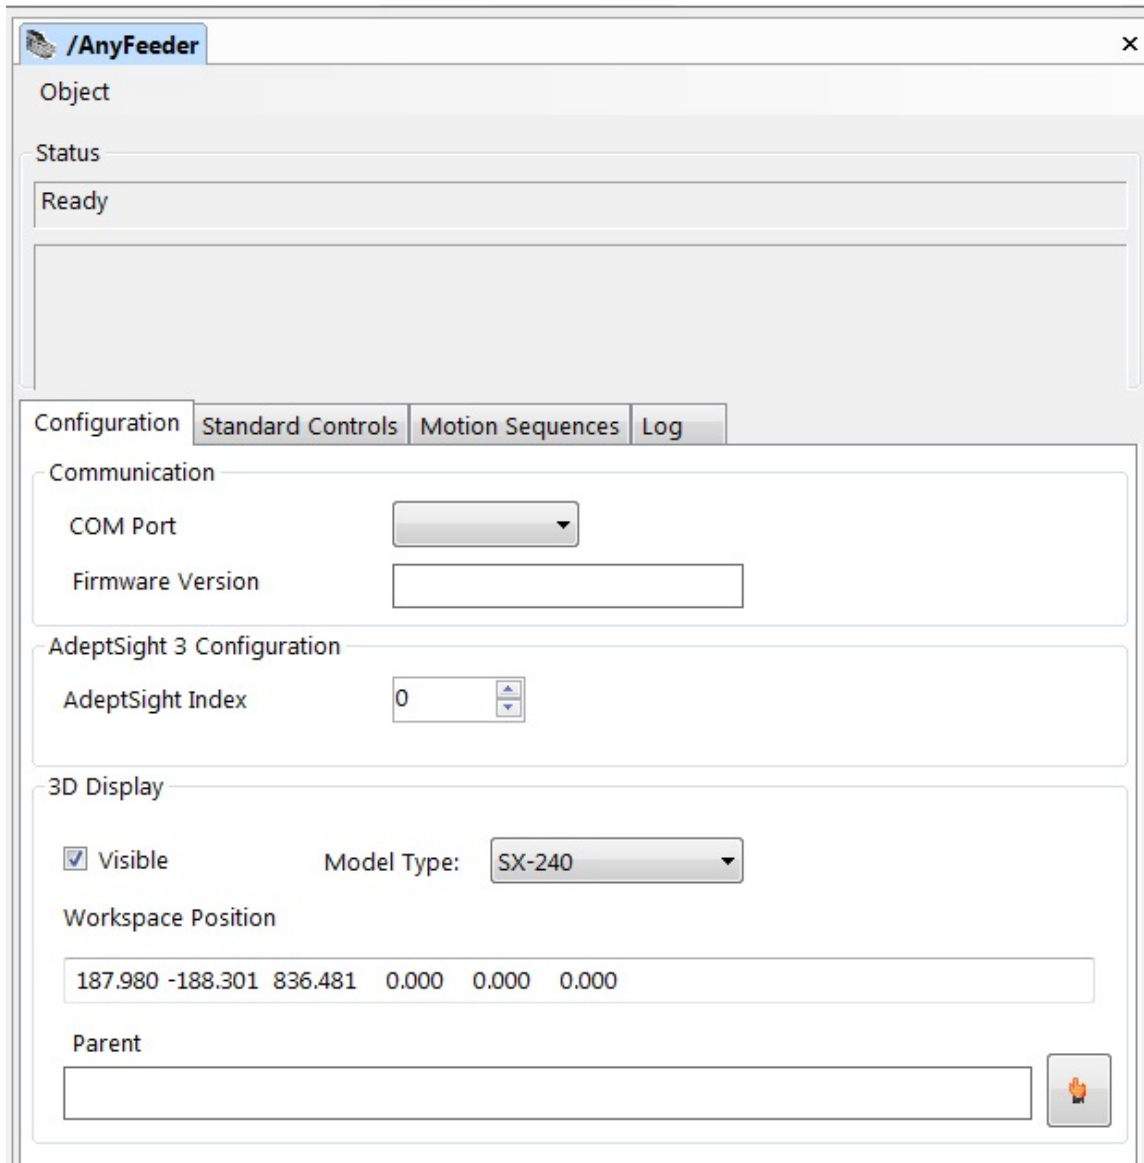 /AnyFeeder
Object
Status
Ready
Configuration Standard Controls Motion Sequences Log
Communication
COM Port
Firmware Version
AdeptSight 3 Configuration
AdeptSight Index 0
3D Display
Visible Model Type: SX-240
Workspace Position
187.980 -188.301 836.481 0.000 0.000 0.000
Parent